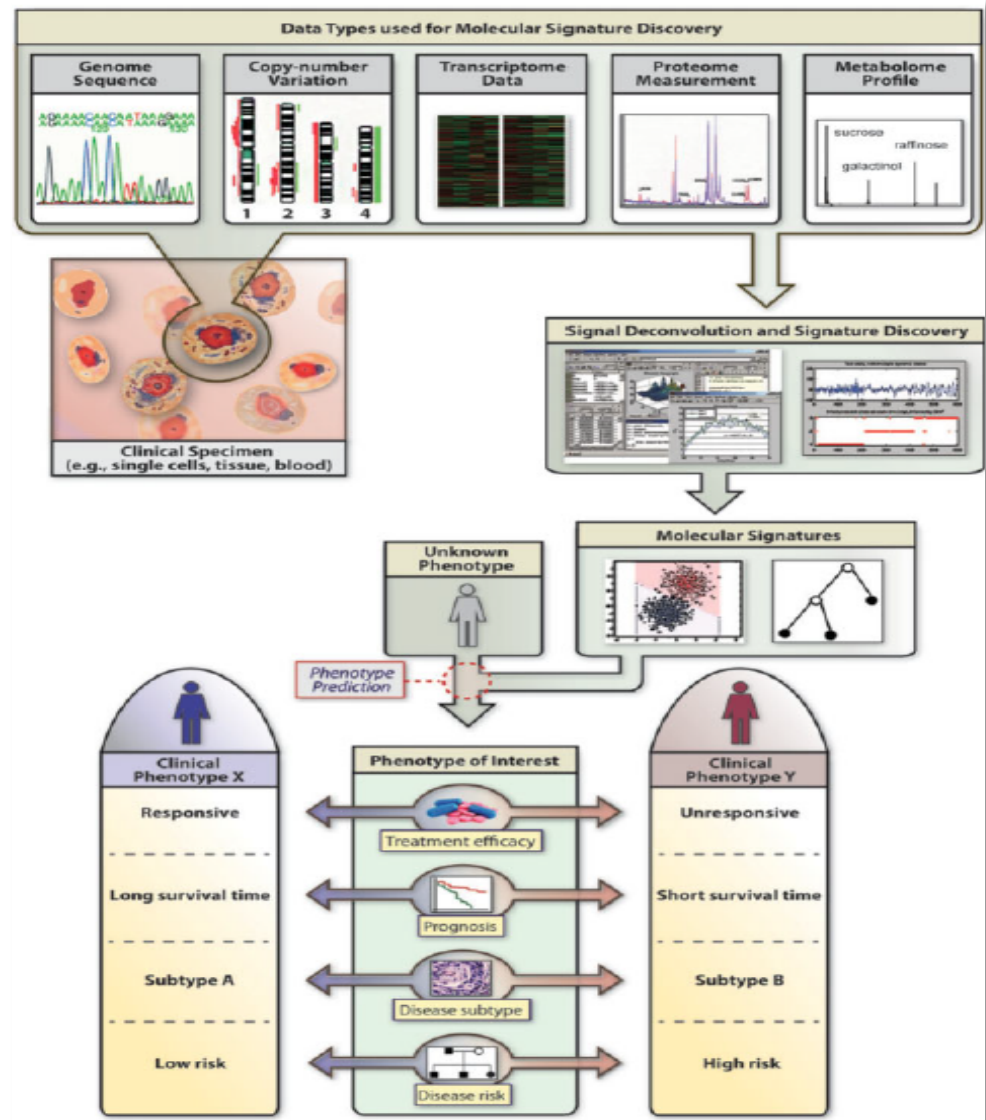 Data Types used for Molecular Signature Discovery
Genome
Sequence
Copy-number
Variation
Transcriptome
Data
Proteome
Measurement
Metabolome
Profile
120
130
1 2 3 4
sucrose
raffinose
galactinol
Clinical Specimen
(e.g., single cells, tissue, blood)
Signal Deconvolution and Signature Discovery
Molecular Signatures
Unknown
Phenotype
Phenotype
Prediction
Clinical
Phenotype X
Phenotype of Interest
Clinical
Phenotype Y
Responsive
Treatment efficacy
Unresponsive
Long survival time
Prognosis
Short survival time
Subtype A
Disease subtype
Subtype B
Low risk
Disease risk
High risk